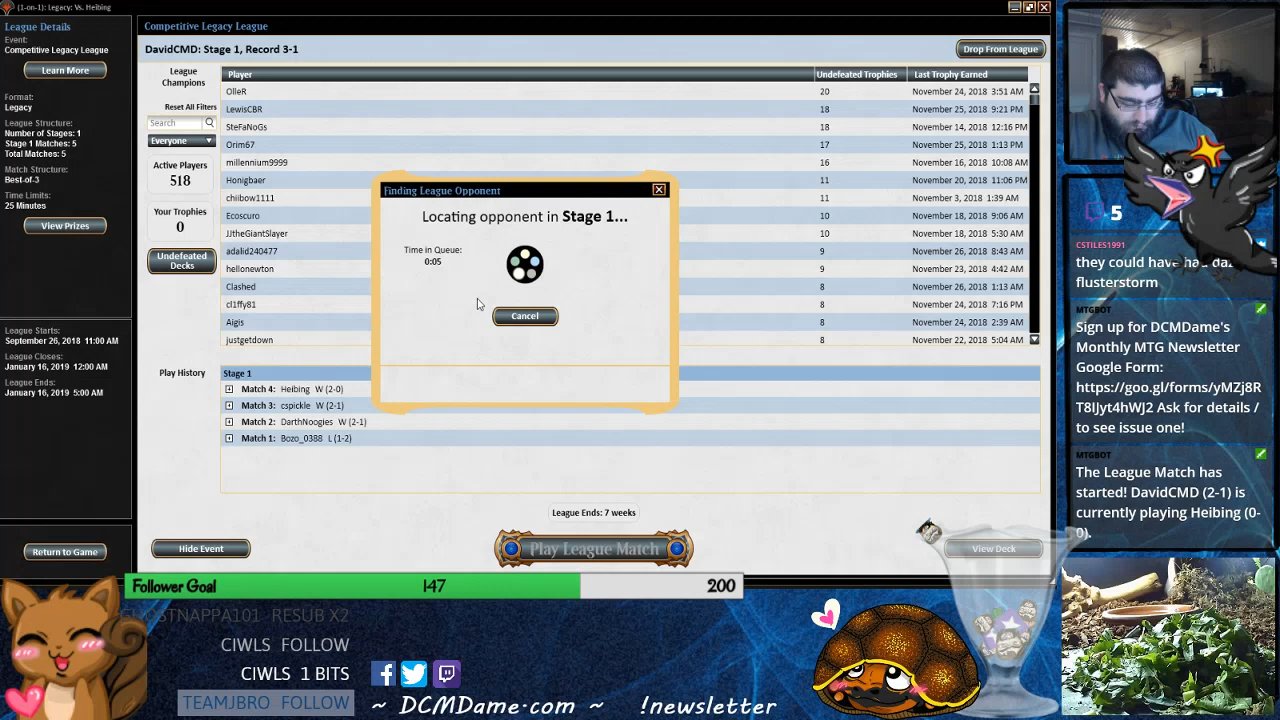 (1-on-1): Legacy: Vs. Heibing
League Details
Event:
Competitive Legacy League
Learn More
Format:
Legacy
League Structure:
Number of Stages: 1
Stage 1 Matches: 5
Total Matches: 5
Match Structure:
Best-of-3
Time Limits:
25 Minutes
View Prizes
League Starts:
September 26, 2018 11:00 AM
League Closes:
January 16, 2019 12:00 AM
League Ends:
January 16, 2019 5:00 AM
Return to Game
Competitive Legacy League
DavidCMD: Stage 1, Record 3-1
Drop From League
League
Champions
Reset All Filters
Search
Everyone
Active Players
518
Your Trophies
0
Undefeated
Decks
Player Undefeated Trophies Last Trophy Earned
OlleR 20 November 24, 2018 3:51 AM
LewisCBR 18 November 25, 2018 9:21 PM
SteFaNoGs 18 November 14, 2018 12:16 PM
Orim67 17 November 25, 2018 1:13 PM
millennium9999 16 November 16, 2018 10:08 AM
Honigbaer 11 November 20, 2018 11:06 PM
chiibow1111 11 November 3, 2018 1:39 AM
Ecoscuro 10 November 18, 2018 9:06 AM
JJtheGiantSlayer 10 November 18, 2018 5:30 AM
adalid240477 9 November 26, 2018 8:43 AM
hellonewton 9 November 23, 2018 4:42 AM
Clashed 8 November 26, 2018 1:13 AM
cl1ffy81 8 November 24, 2018 7:16 PM
Aigis 8 November 24, 2018 2:39 AM
justgetdown 8 November 22, 2018 5:04 AM
Finding League Opponent
Locating opponent in Stage 1...
Time in Queue:
0:05
Cancel
Play History
Stage 1
Match 4: Heibing W (2-0)
Match 3: cspickle W (2-1)
Match 2: DarthNoogies W (2-1)
Match 1: Bozo_0388 L (1-2)
League Ends: 7 weeks
Hide Event
Play League Match
View Deck
5
CSTILES1991
they could have had daz
flusterstorm
MTGBOT
Sign up for DCMDame's
Monthly MTG Newsletter
Google Form:
https://goo.gl/forms/yMZj8R
T8IJyt4hWJ2 Ask for details /
to see issue one!
MTGBOT
The League Match has
started! DavidCMD (2-1) is
currently playing Heibing (0-
0).
Follower Goal 147 200
GHOSTNAPPA101 RESUB X2
CIWLS FOLLOW
CIWLS 1 BITS
TEAMJBRO FOLLOW
~ DCMDame.com ~ !newsletter